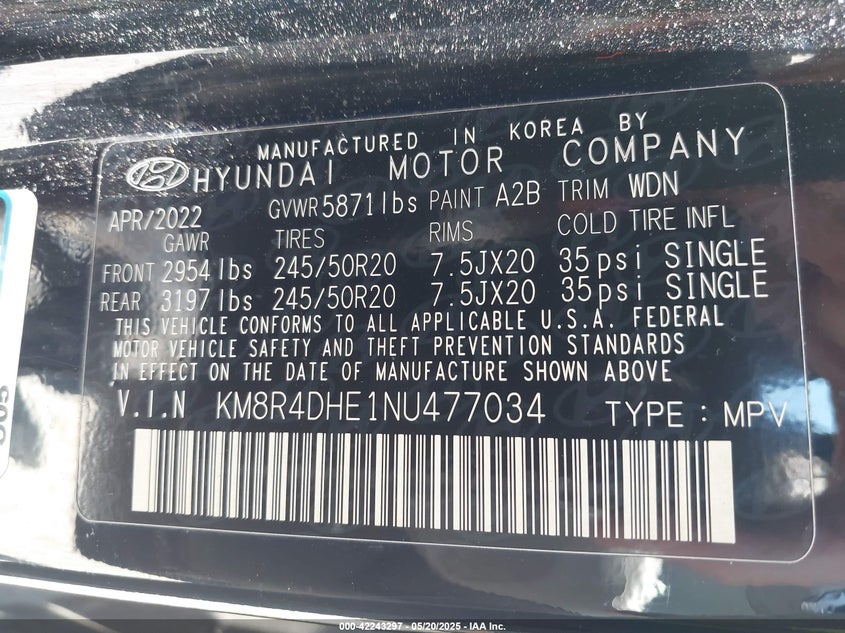 MANUFACTURED IN KOREA BY
HYUNDAI MOTOR COMPANY
APR/2022 GVWR 5871lbs PAINT A2B TRIM WDN
GAWR TIRES RIMS COLD TIRE INFL
FRONT 2954lbs 245/50R20 7.5JX20 35psi SINGLE
REAR 3197lbs 245/50R20 7.5JX20 35psi SINGLE
THIS VEHICLE CONFORMS TO ALL APPLICABLE U.S.A. FEDERAL
MOTOR VEHICLE SAFETY AND THEFT PREVENTION STANDARDS
IN EFFECT ON THE DATE OF MANUFACTURE SHOWN ABOVE
V.I.N KM8R4DHE1NU477034 TYPE : MPV
000-42243297 - 05/20/2025 - IAA Inc.